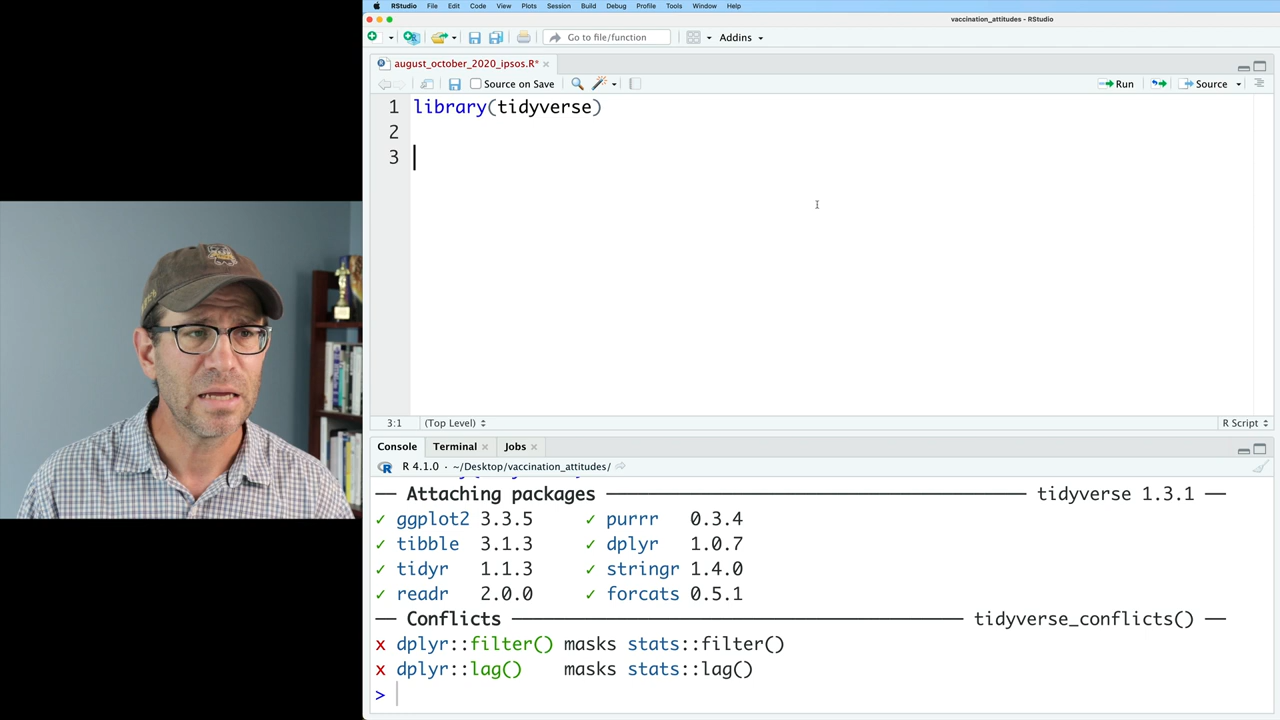 RStudio File Edit Code View Plots Session Build Debug Profile Tools Window Help
vaccination_attitudes - RStudio
Go to file/function Addins
august_october_2020_ipsos.R*
Source on Save Run Source
1 library(tidyverse)
2
3
3:1 (Top Level) R Script
Console Terminal Jobs
R 4.1.0 · ~/Desktop/vaccination_attitudes/
── Attaching packages ──────── tidyverse 1.3.1 ──
✓ ggplot2 3.3.5 ✓ purrr 0.3.4
✓ tibble 3.1.3 ✓ dplyr 1.0.7
✓ tidyr 1.1.3 ✓ stringr 1.4.0
✓ readr 2.0.0 ✓ forcats 0.5.1
── Conflicts ──────── tidyverse_conflicts() ──
x dplyr::filter() masks stats::filter()
x dplyr::lag() masks stats::lag()
>